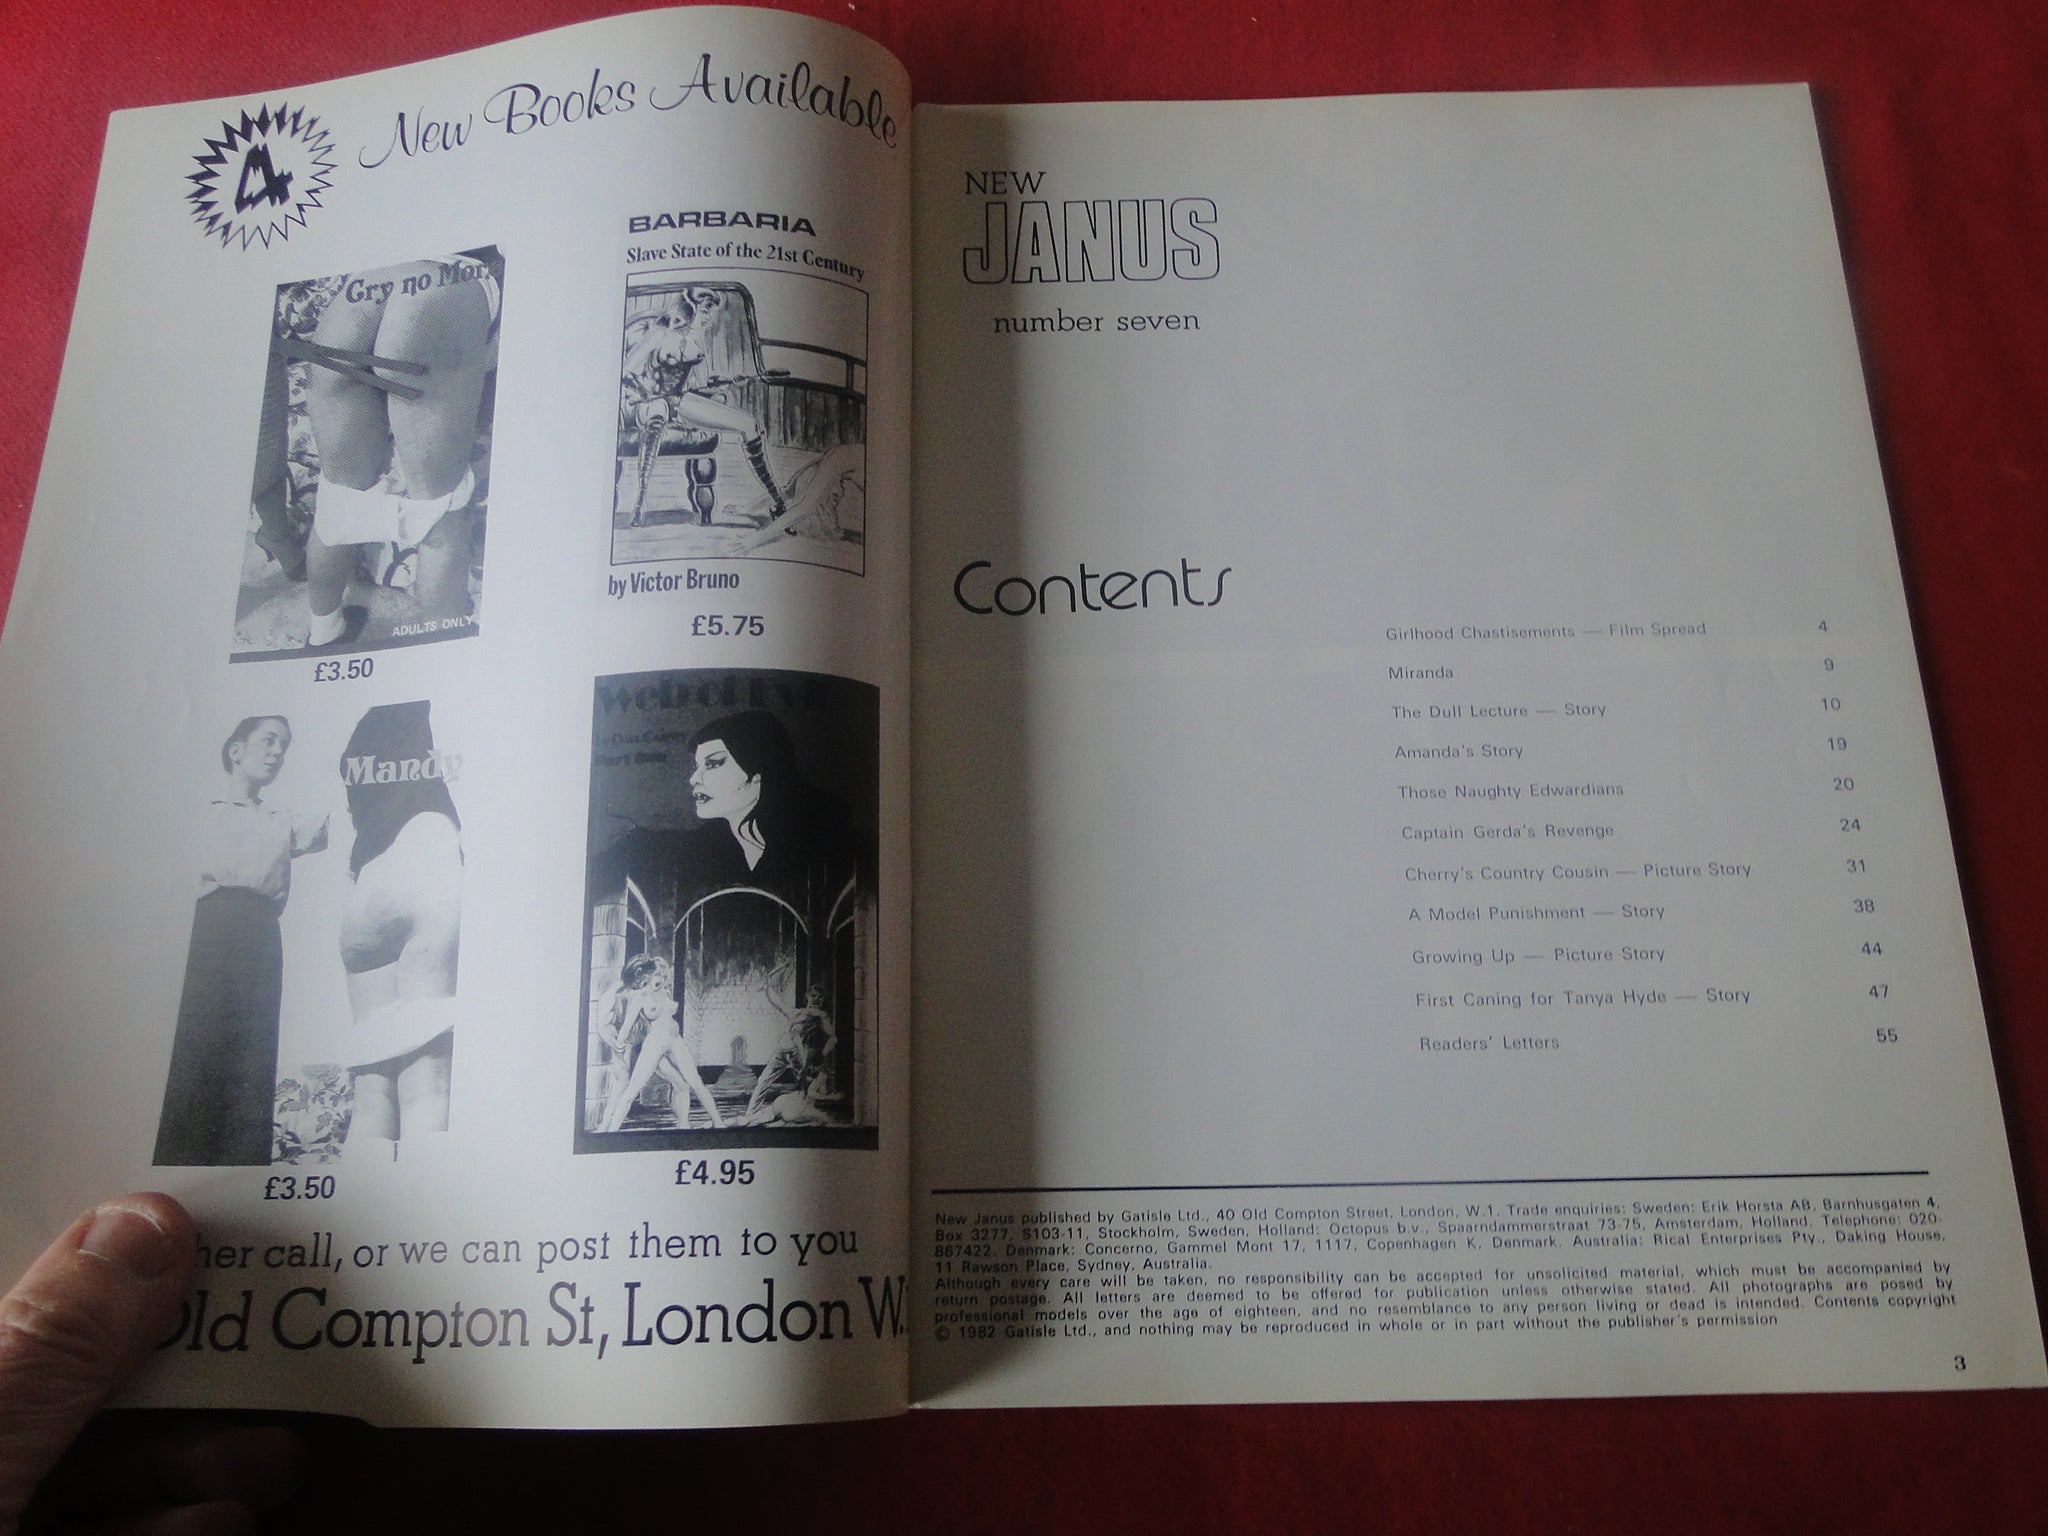 4
New Books Available
Cry no Mor
ADULTS ONLY
£3.50
BARBARIA
Slave State of the 21st Century
by Victor Bruno
£5.75
Mandy
£3.50
Part One
£4.95
her call, or we can post them to you
Old Compton St, London W.
NEW
JANUS
number seven
Contents
Girlhood Chastisements — Film Spread 4
Miranda 9
The Dull Lecture — Story 10
Amanda's Story 19
Those Naughty Edwardians 20
Captain Gerda's Revenge 24
Cherry's Country Cousin — Picture Story 31
A Model Punishment — Story 38
Growing Up — Picture Story 44
First Caning for Tanya Hyde — Story 47
Readers' Letters 55
New Janus published by Gatisle Ltd., 40 Old Compton Street, London, W.1. Trade enquiries: Sweden: Erik Horsta AB, Barnhusgaten 4,
Box 3277, S103-11, Stockholm, Sweden, Holland: Octopus b.v., Spaarndammerstraat 73-75, Amsterdam, Holland. Telephone: 020-
867422. Denmark: Concerno, Gammel Mont 17, 1117, Copenhagen K, Denmark. Australia: Rical Enterprises Pty., Daking House,
11 Rawson Place, Sydney, Australia.
Although every care will be taken, no responsibility can be accepted for unsolicited material, which must be accompanied by
return postage. All letters are deemed to be offered for publication unless otherwise stated. All photographs are posed by
professional models over the age of eighteen, and no resemblance to any person living or dead is intended. Contents copyright
© 1982 Gatisle Ltd., and nothing may be reproduced in whole or in part without the publisher's permission
3